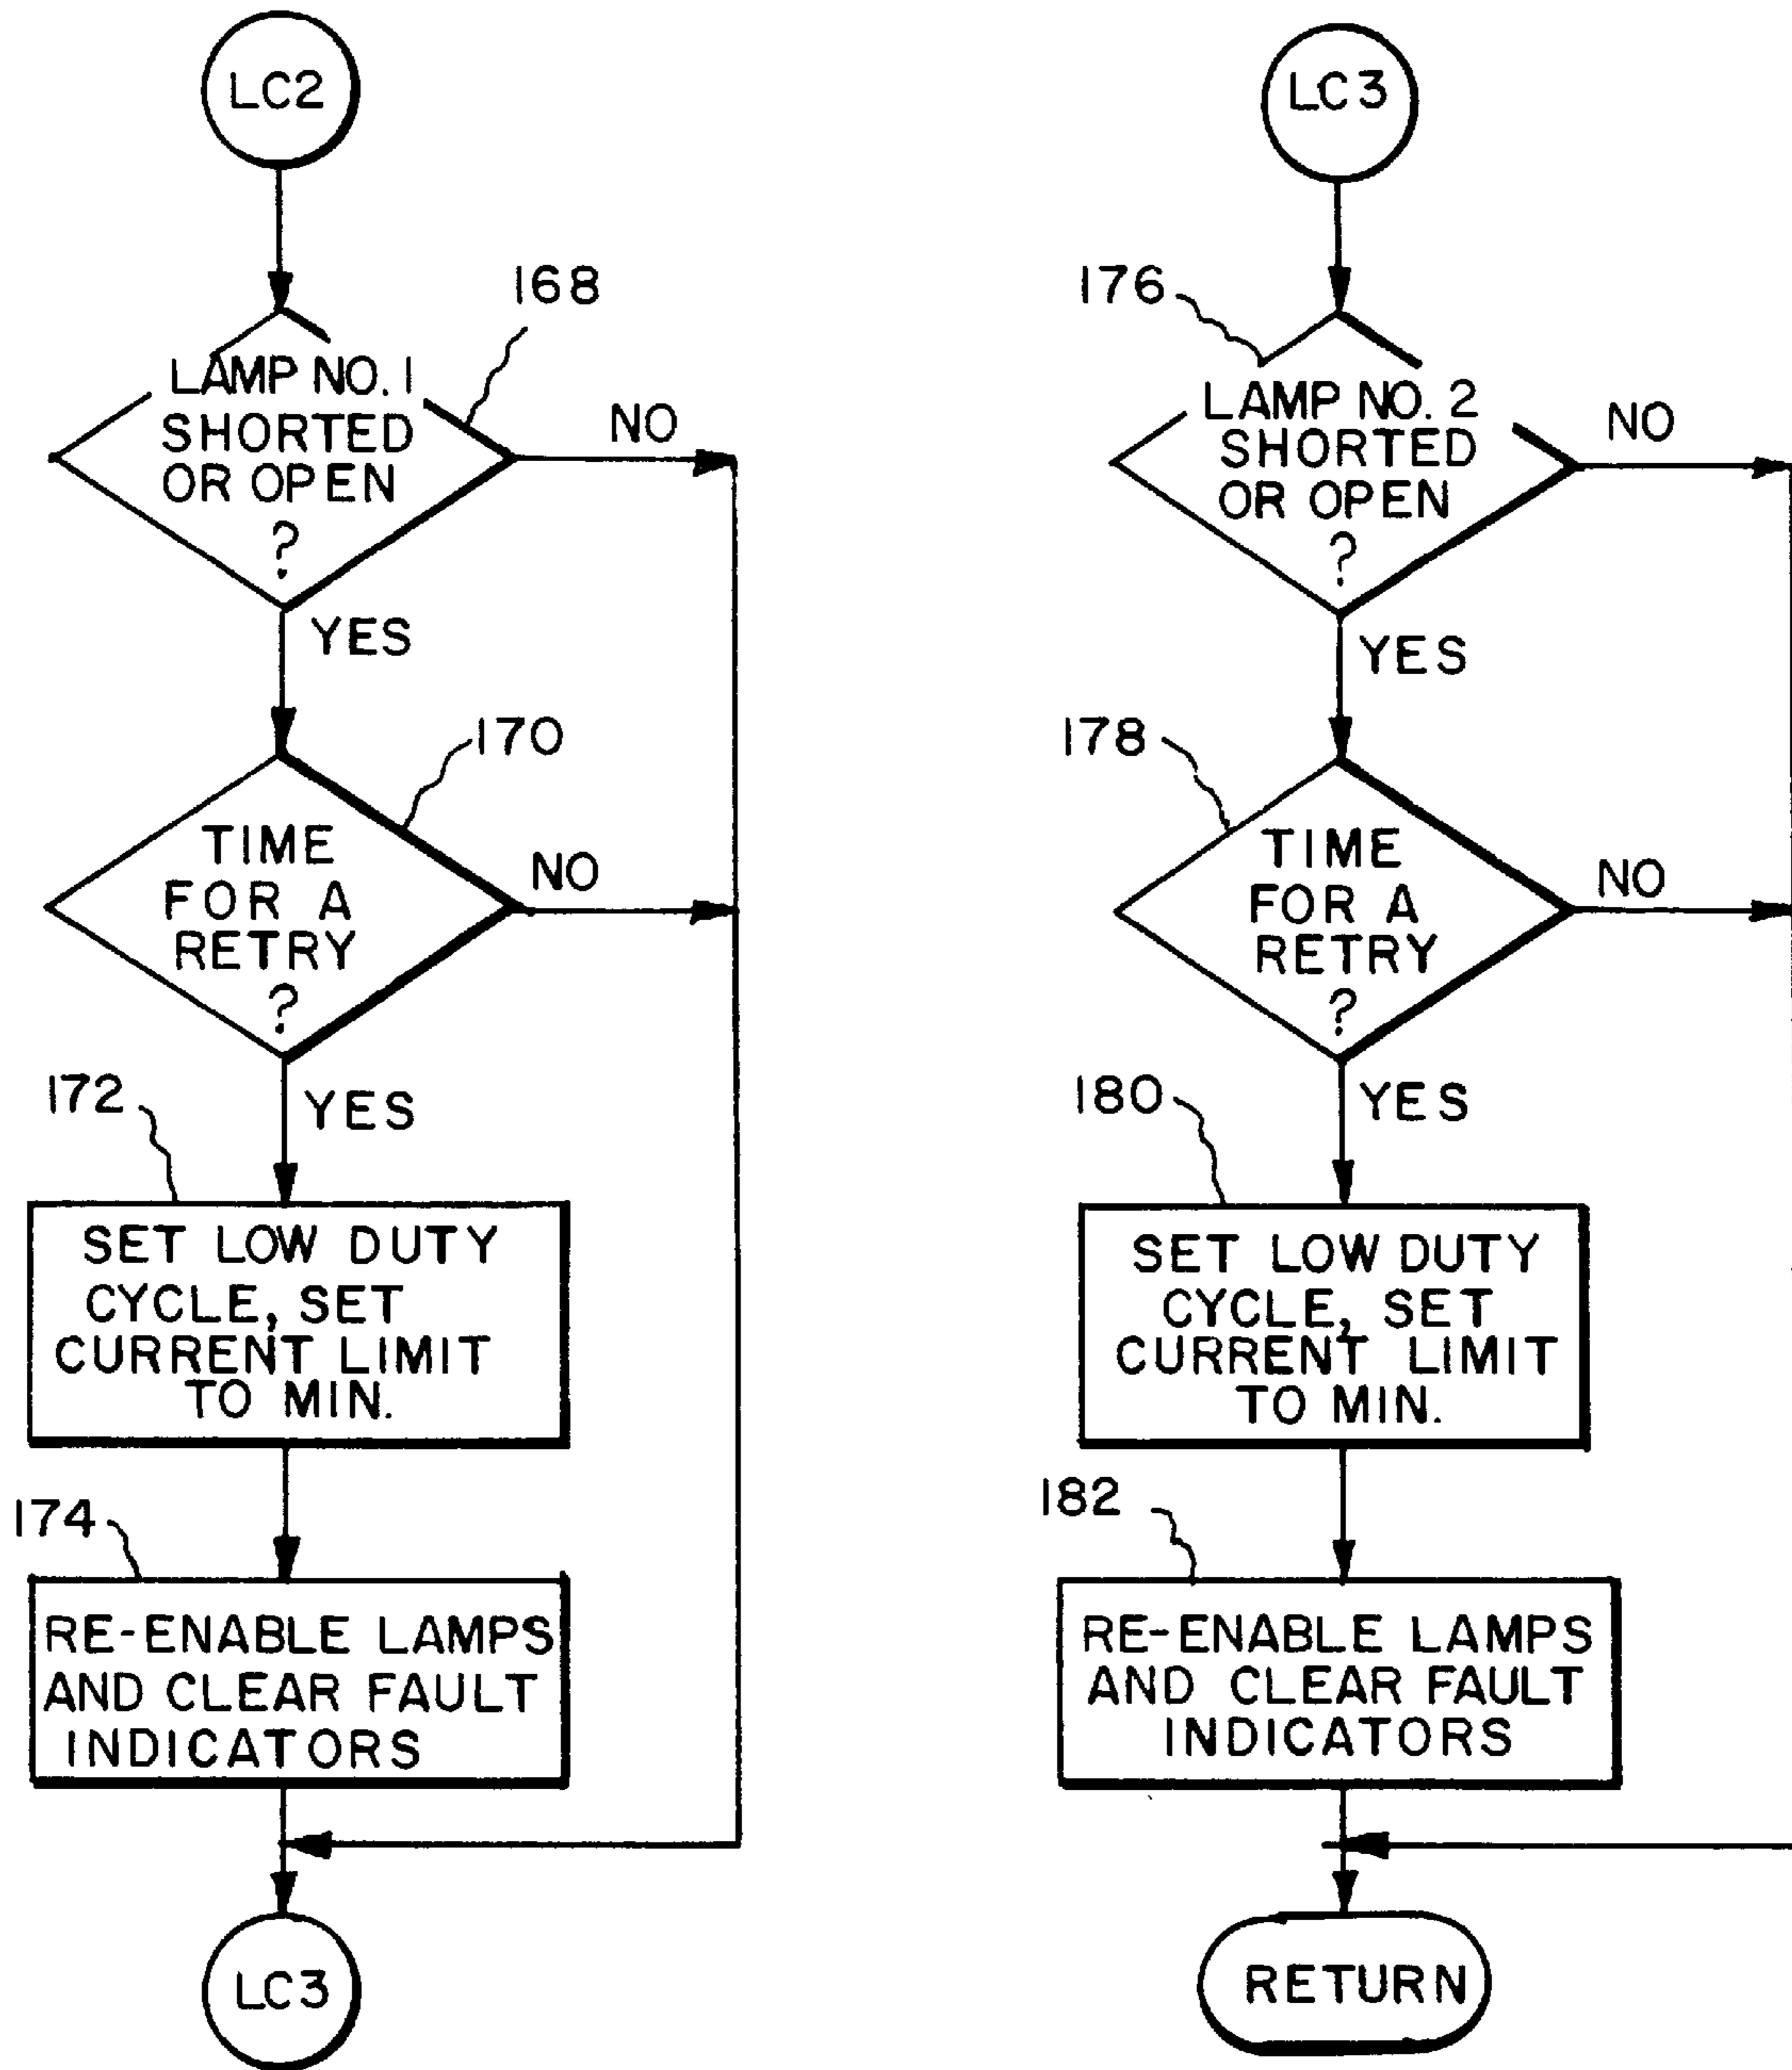 LC2
168
LAMP NO. 1
SHORTED
OR OPEN
?
NO
YES
170
TIME
FOR A
RETRY
?
NO
YES
172
SET LOW DUTY
CYCLE, SET
CURRENT LIMIT
TO MIN.
174
RE-ENABLE LAMPS
AND CLEAR FAULT
INDICATORS
LC3
LC3
176
LAMP NO. 2
SHORTED
OR OPEN
?
NO
YES
178
TIME
FOR A
RETRY
?
NO
YES
180
SET LOW DUTY
CYCLE, SET
CURRENT LIMIT
TO MIN.
182
RE-ENABLE LAMPS
AND CLEAR FAULT
INDICATORS
RETURN